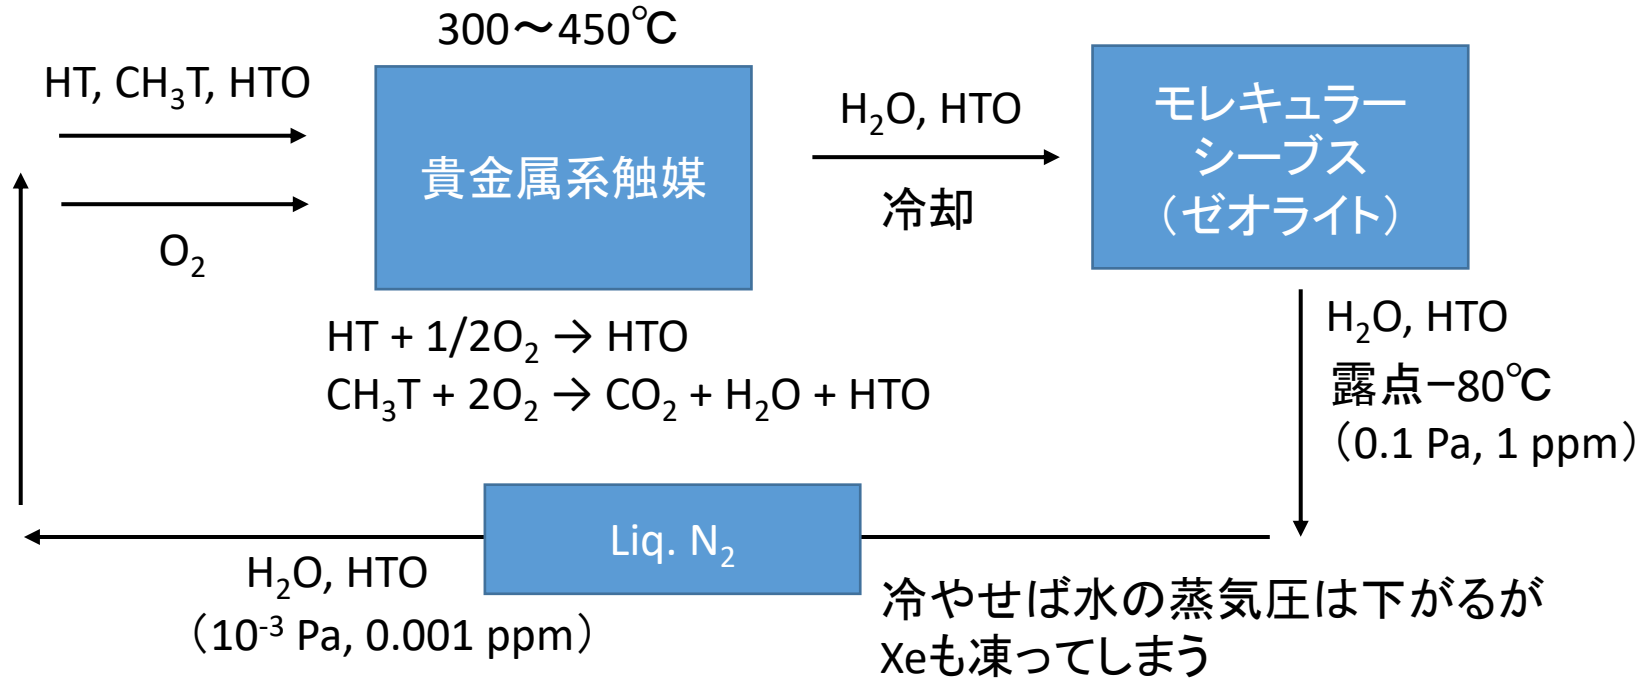 300～450℃
HT, CH₃T, HTO
O₂
貴金属系触媒
H₂O, HTO
冷却
モレキュラー
シーブス
（ゼオライト）
HT + 1/2O₂ → HTO
CH₃T + 2O₂ → CO₂ + H₂O + HTO
H₂O, HTO
露点−80℃
（0.1 Pa, 1 ppm）
Liq. N₂
冷やせば水の蒸気圧は下がるが
Xeも凍ってしまう
H₂O, HTO
（10⁻³ Pa, 0.001 ppm）